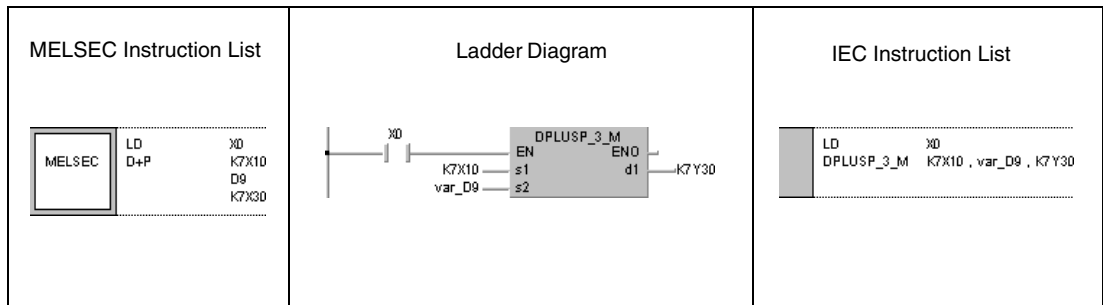 MELSEC Instruction List
MELSEC
LD X0
D+P K7X10
D9
K7X30
Ladder Diagram
X0
DPLUSP_3_M
EN ENO
K7X10 s1 d1 K7Y30
var_D9 s2
IEC Instruction List
LD X0
DPLUSP_3_M K7X10 , var_D9 , K7Y30